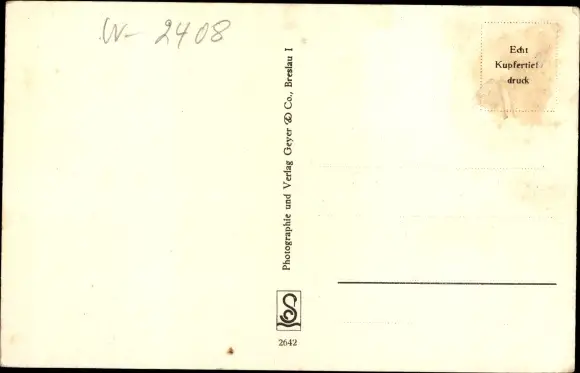 W- 2408
Echt
Kupfertief
druck
Photographie und Verlag Geyer & Co., Breslau I
2642